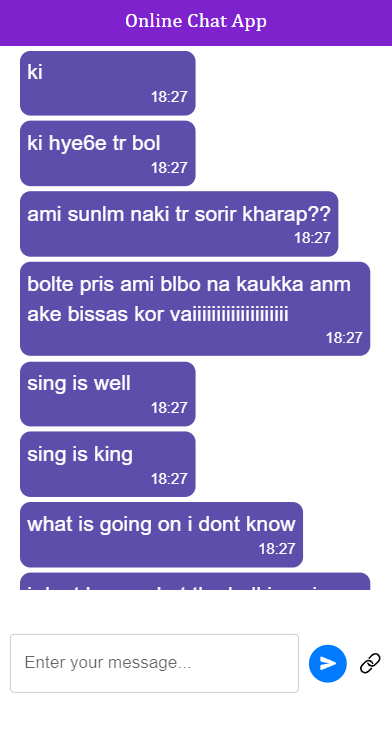 Online Chat App
ki
18:27
ki hye6e tr bol
18:27
ami sunlm naki tr sorir kharap??
18:27
bolte pris ami blbo na kaukka anm
ake bissas kor vaiiiiiiiiiiiiiiiiiiiii
18:27
sing is well
18:27
sing is king
18:27
what is going on i dont know
18:27
Enter your message...